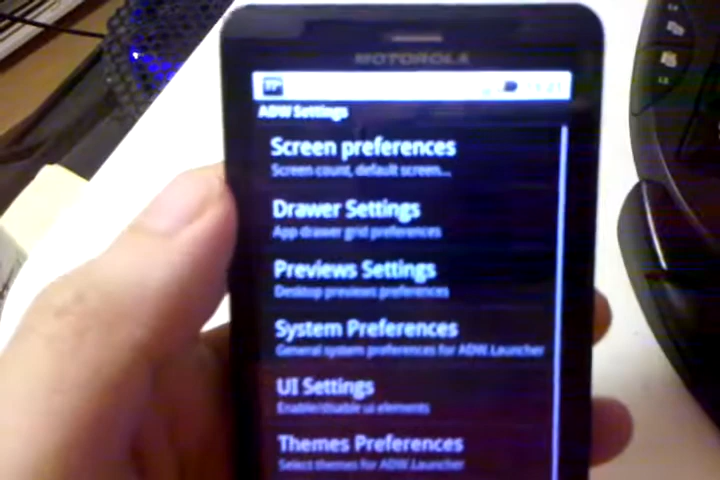 MOTOROLA
ADW Settings
Screen preferences
Screen count, default screen...
Drawer Settings
App drawer grid preferences
Previews Settings
Desktop previews preferences
System Preferences
General system preferences for ADW.Launcher
UI Settings
Enable/disable ui elements
Themes Preferences
Select themes for ADW.Launcher